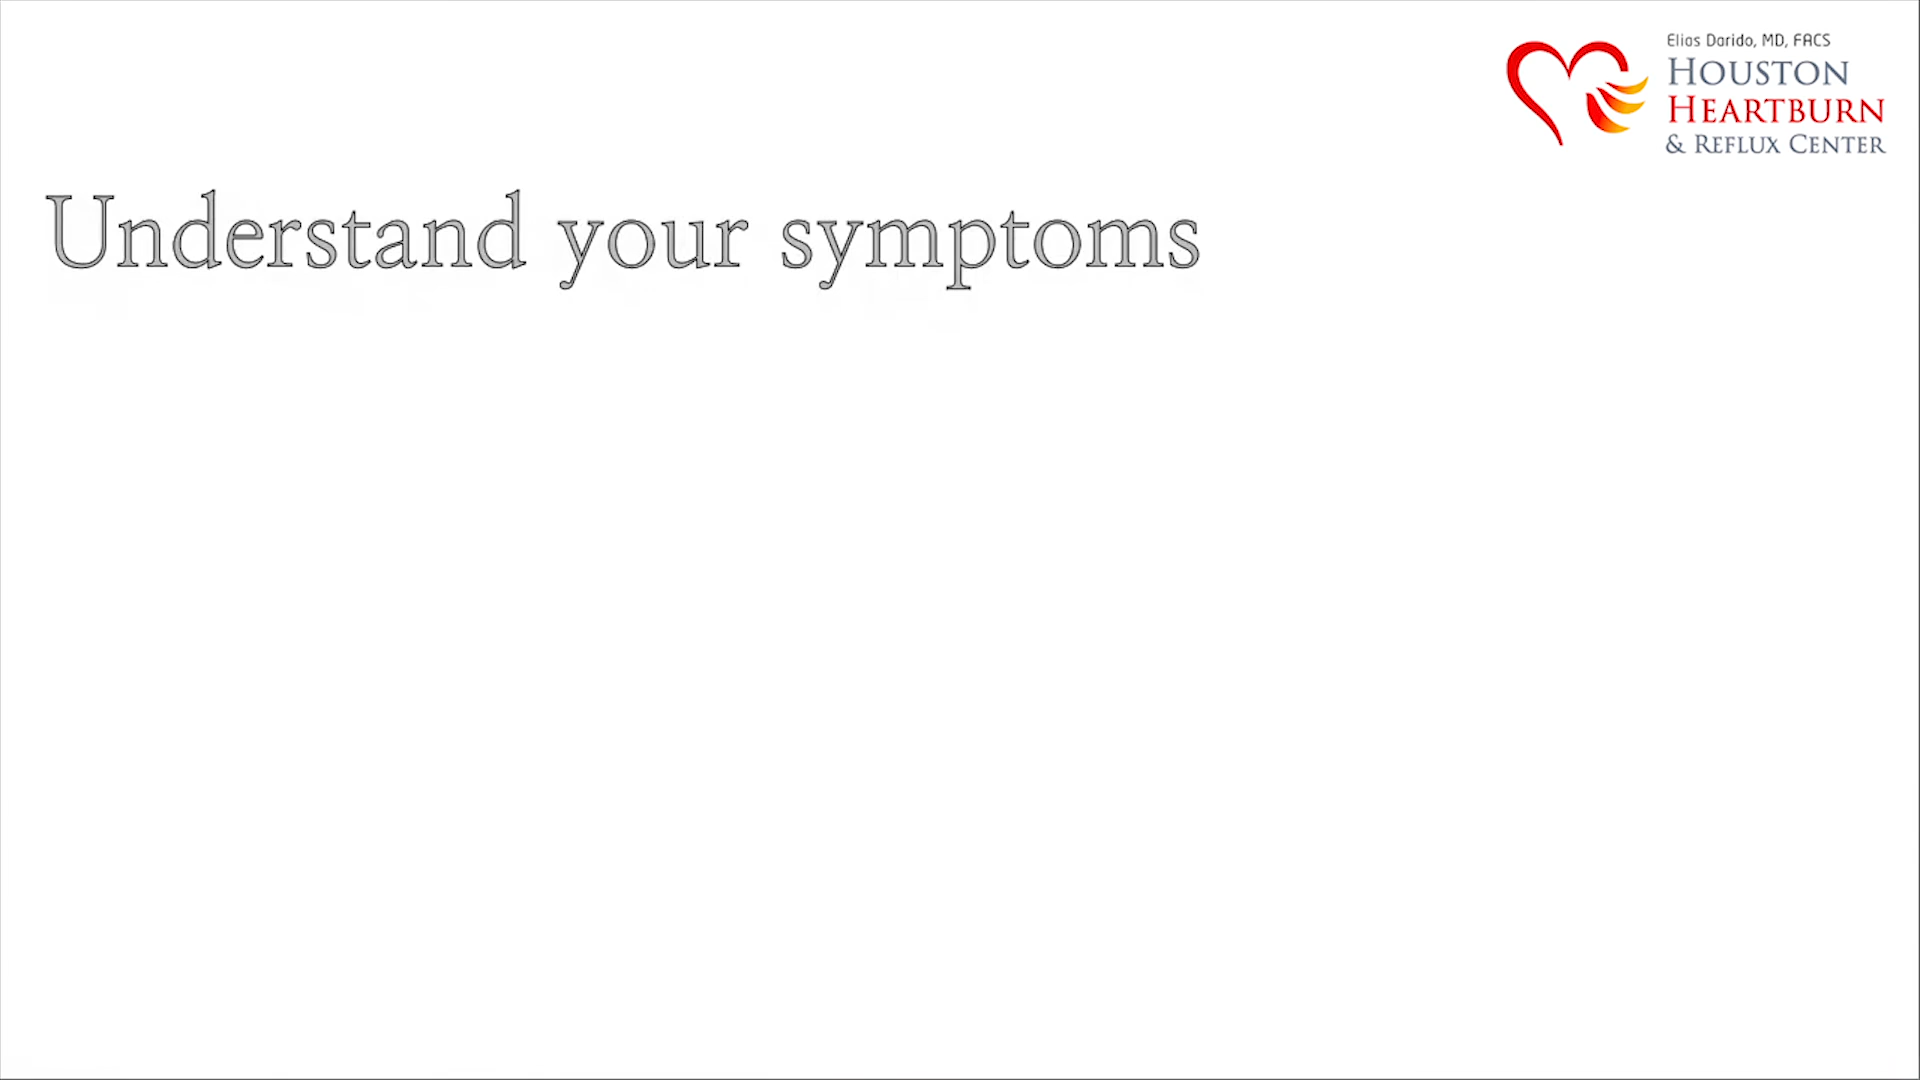 Elias Darido, MD, FACS
HOUSTON
HEARTBURN
& REFLUX CENTER
Understand your symptoms